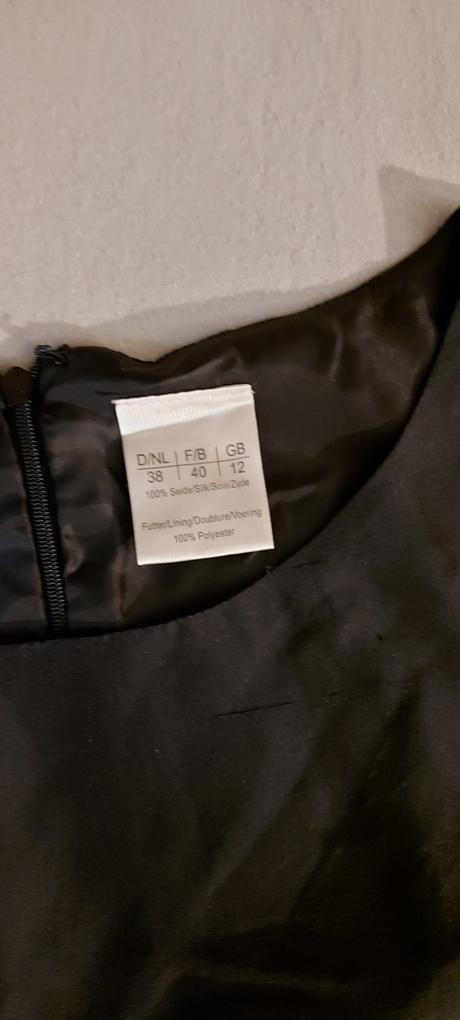 D/NL | F/B | GB
38 | 40 | 12
100% Seide/Silk/Soie/Zijde
Futter/Lining/Doublure/Voering
100% Polyester